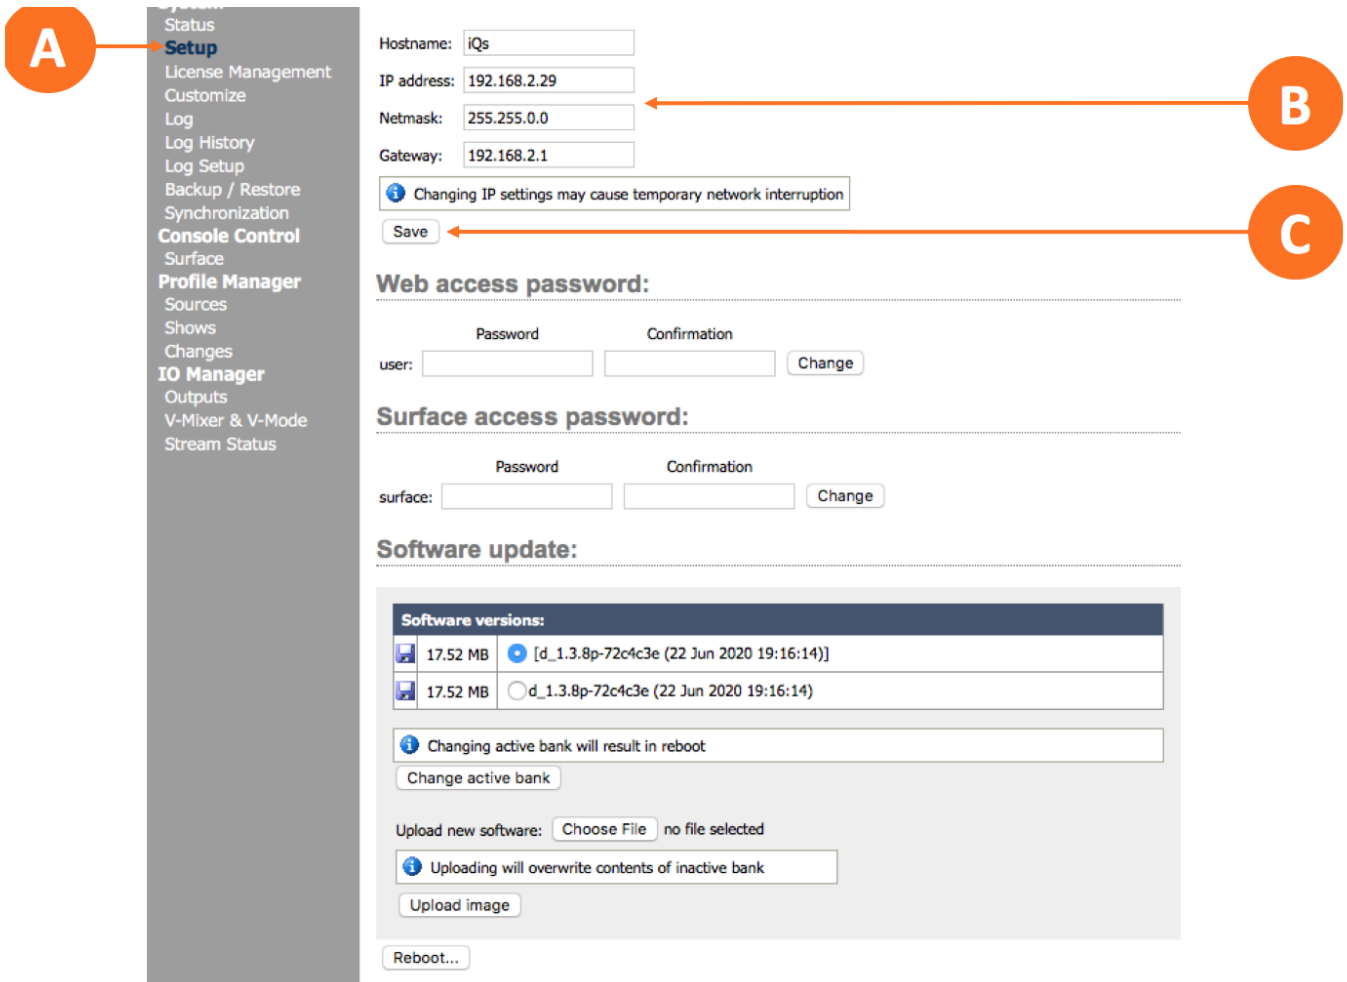 A
B
C
System
Status
Setup
License Management
Customize
Log
Log History
Log Setup
Backup / Restore
Synchronization
Console Control
Surface
Profile Manager
Sources
Shows
Changes
IO Manager
Outputs
V-Mixer & V-Mode
Stream Status
Hostname: iQs
IP address: 192.168.2.29
Netmask: 255.255.0.0
Gateway: 192.168.2.1
Changing IP settings may cause temporary network interruption
Save
Web access password:
Password Confirmation
user: Change
Surface access password:
Password Confirmation
surface: Change
Software update:
Software versions:
17.52 MB [d_1.3.8p-72c4c3e (22 Jun 2020 19:16:14)]
17.52 MB d_1.3.8p-72c4c3e (22 Jun 2020 19:16:14)
Changing active bank will result in reboot
Change active bank
Upload new software: Choose File no file selected
Uploading will overwrite contents of inactive bank
Upload image
Reboot...